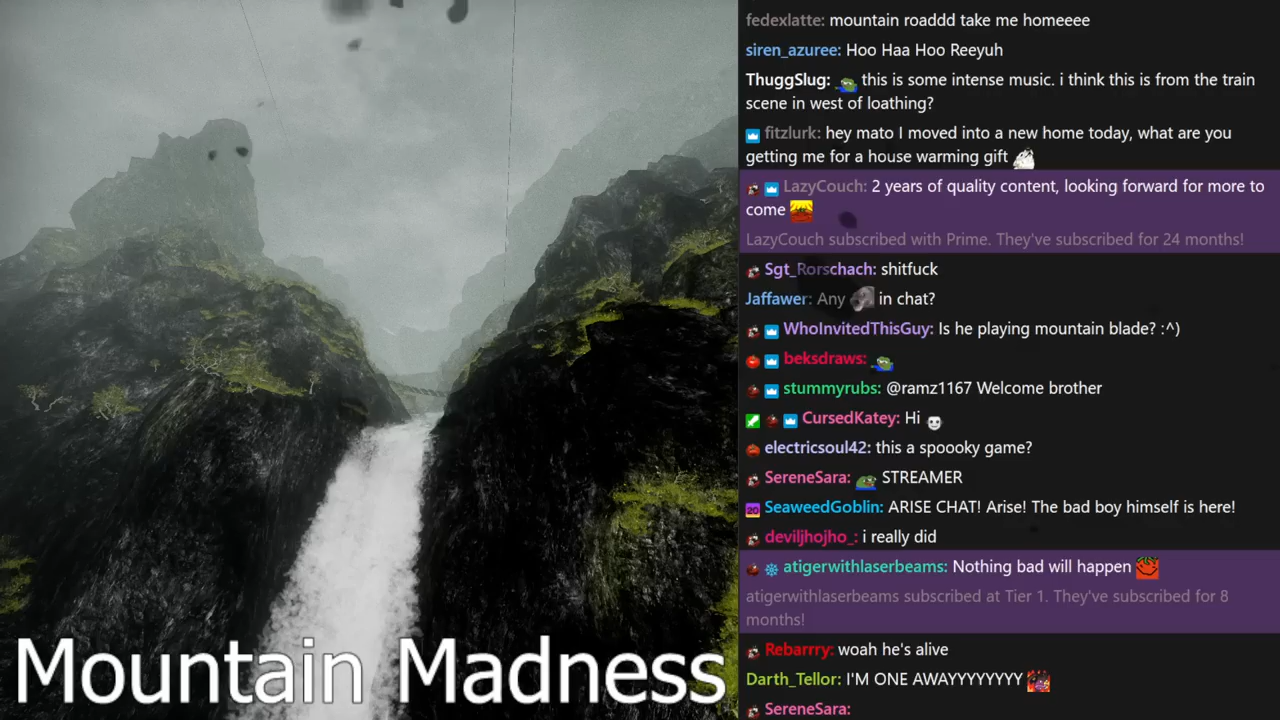 fedexlatte: mountain roaddd take me homeeee
siren_azuree: Hoo Haa Hoo Reeyuh
ThuggSlug: this is some intense music. i think this is from the train
scene in west of loathing?
fitzlurk: hey mato I moved into a new home today, what are you
getting me for a house warming gift
LazyCouch: 2 years of quality content, looking forward for more to
come
LazyCouch subscribed with Prime. They've subscribed for 24 months!
Sgt_Rorschach: shitfuck
Jaffawer: Any in chat?
WhoInvitedThisGuy: Is he playing mountain blade? :^)
beksdraws:
stummyrubs: @ramz1167 Welcome brother
CursedKatey: Hi
electricsoul42: this a spoooky game?
SereneSara: STREAMER
SeaweedGoblin: ARISE CHAT! Arise! The bad boy himself is here!
deviljhojho_: i really did
atigerwithlaserbeams: Nothing bad will happen
atigerwithlaserbeams subscribed at Tier 1. They've subscribed for 8
months!
Rebarrry: woah he's alive
Darth_Tellor: I'M ONE AWAYYYYYYYY
SereneSara:
Mountain Madness